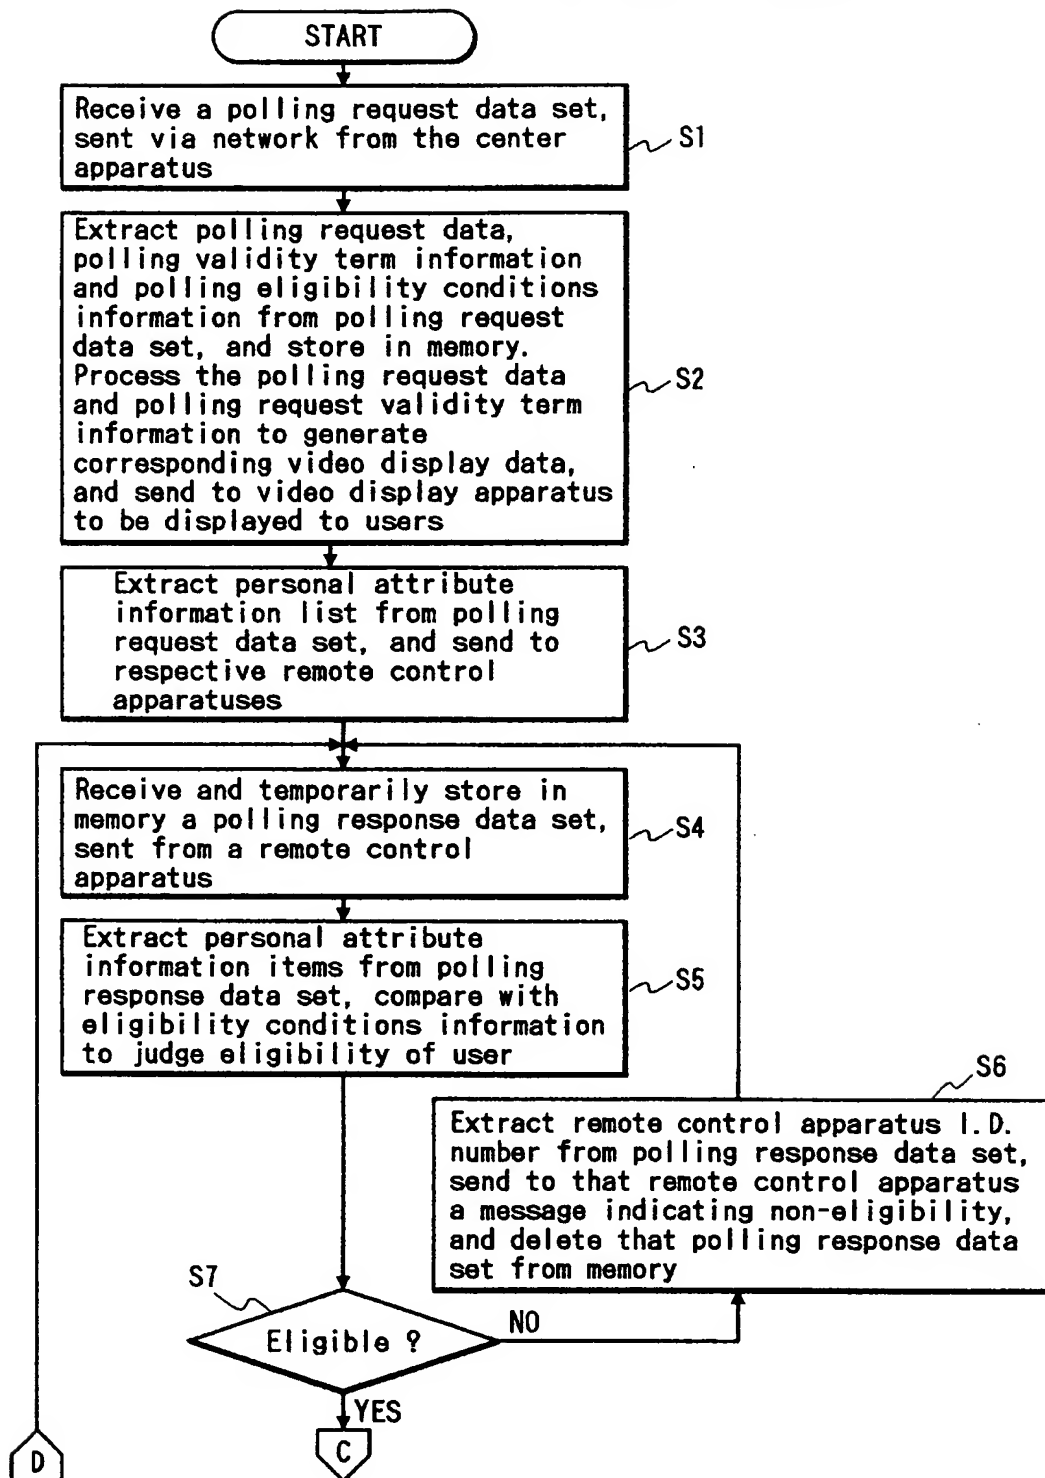 START
Receive a polling request data set,
sent via network from the center
apparatus
S1
Extract polling request data,
polling validity term information
and polling eligibility conditions
information from polling request
data set, and store in memory.
Process the polling request data
and polling request validity term
information to generate
corresponding video display data,
and send to video display apparatus
to be displayed to users
S2
Extract personal attribute
information list from polling
request data set, and send to
respective remote control
apparatuses
S3
Receive and temporarily store in
memory a polling response data set,
sent from a remote control
apparatus
S4
Extract personal attribute
information items from polling
response data set, compare with
eligibility conditions information
to judge eligibility of user
S5
S6
Extract remote control apparatus I.D.
number from polling response data set,
send to that remote control apparatus
a message indicating non-eligibility,
and delete that polling response data
set from memory
S7
Eligible ?
NO
YES
C
D